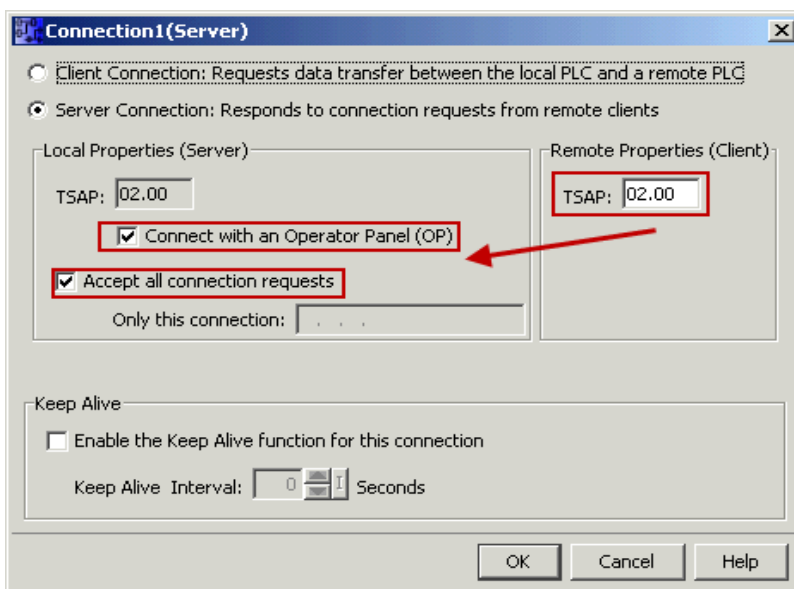 Connection1(Server)
Client Connection: Requests data transfer between the local PLC and a remote PLC
Server Connection: Responds to connection requests from remote clients
Local Properties (Server)
TSAP: 02.00
Connect with an Operator Panel (OP)
Accept all connection requests
Only this connection: . . .
Remote Properties (Client)
TSAP: 02.00
Keep Alive
Enable the Keep Alive function for this connection
Keep Alive Interval: 0 Seconds
OK Cancel Help